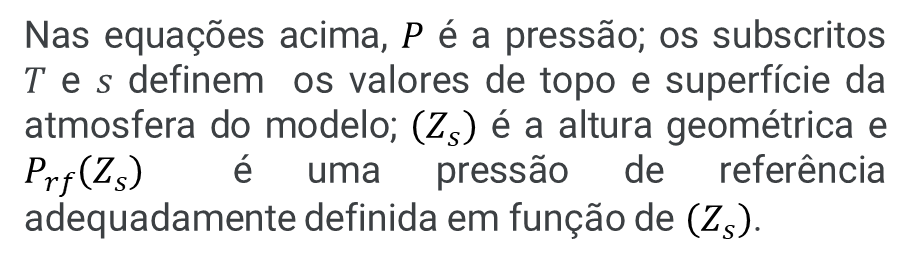 Nas equações acima, P é a pressão; os subscritos
T e s definem os valores de topo e superfície da
atmosfera do modelo; (Z_s) é a altura geométrica e
P_{rf}(Z_s) é uma pressão de referência
adequadamente definida em função de (Z_s).